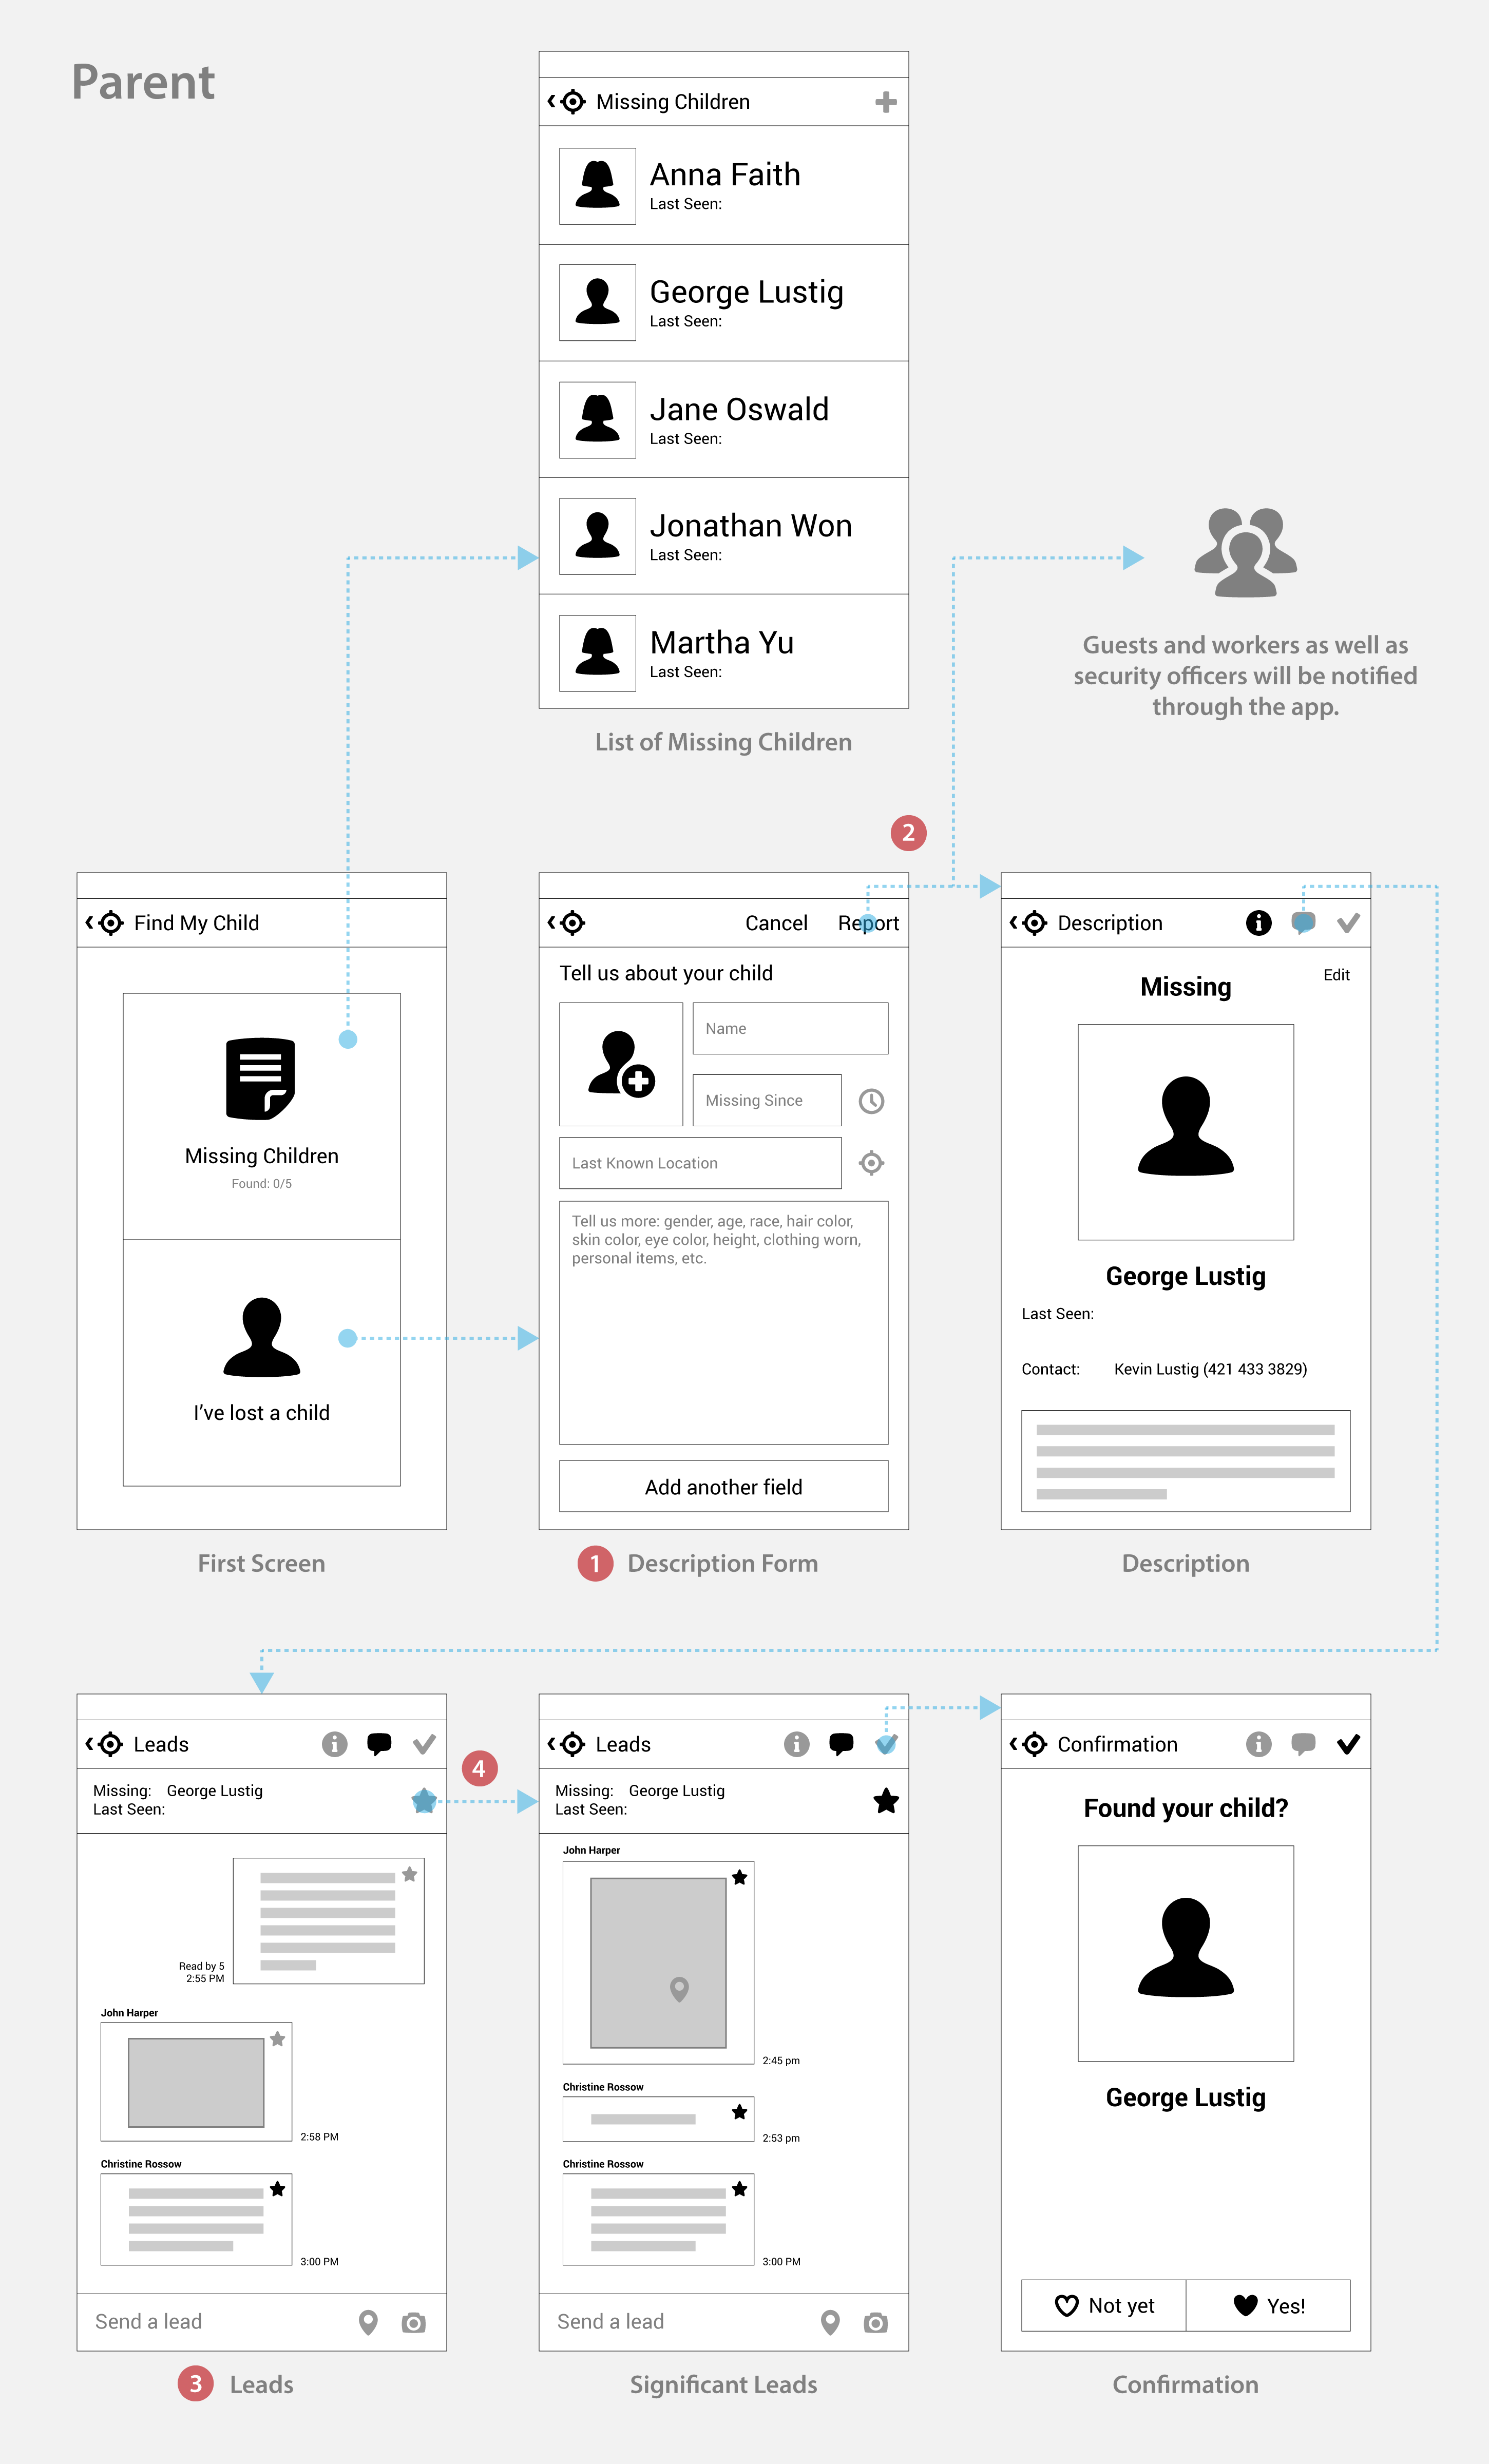 Parent
Missing Children
Anna Faith
Last Seen:
George Lustig
Last Seen:
Jane Oswald
Last Seen:
Jonathan Won
Last Seen:
Martha Yu
Last Seen:
List of Missing Children
Guests and workers as well as
security officers will be notified
through the app.
2
Find My Child
Missing Children
Found: 0/5
I've lost a child
First Screen
Cancel Report
Tell us about your child
Name
Missing Since
Last Known Location
Tell us more: gender, age, race, hair color,
skin color, eye color, height, clothing worn,
personal items, etc.
Add another field
1 Description Form
Description
Edit
Missing
George Lustig
Last Seen:
Contact: Kevin Lustig (421 433 3829)
Description
Leads
Missing: George Lustig
Last Seen:
Read by 5
2:55 PM
John Harper
2:58 PM
Christine Rossow
3:00 PM
Send a lead
3 Leads
4
Leads
Missing: George Lustig
Last Seen:
John Harper
2:45 pm
Christine Rossow
2:53 pm
Christine Rossow
3:00 PM
Send a lead
Significant Leads
Confirmation
Found your child?
George Lustig
Not yet
Yes!
Confirmation